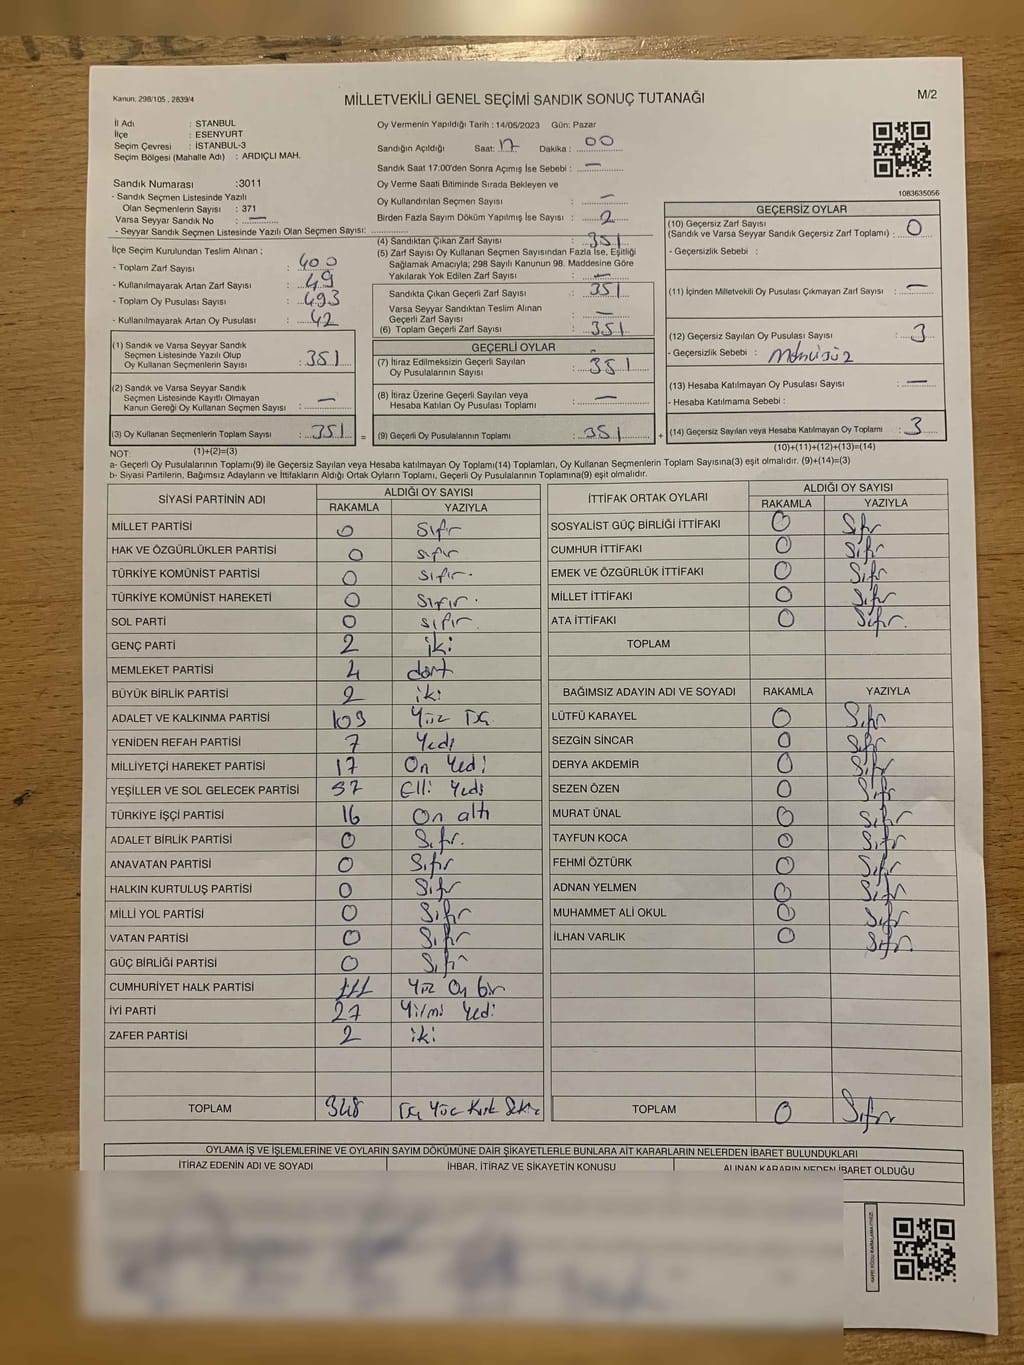 Kanun, 298/105 , 2839/4
MİLLETVEKİLİ GENEL SEÇİMİ SANDIK SONUÇ TUTANAĞI
M/2
İl Adı : STANBUL
İlçe : ESENYURT
Seçim Çevresi : İSTANBUL-3
Seçim Bölgesi (Mahalle Adı) : ARDIÇLI MAH.
Oy Vermenin Yapıldığı Tarih : 14/05/2023 Gün: Pazar
Sandığın Açıldığı Saat: 17 Dakika : 00
Sandık Saat 17:00'den Sonra Açımış İse Sebebi : —
Oy Verme Saati Bitiminde Sırada Bekleyen ve
Oy Kullandırılan Seçmen Sayısı : —
Birden Fazla Sayım Döküm Yapılmış İse Sayısı : 2
1083635056
Sandık Numarası :3011
- Sandık Seçmen Listesinde Yazılı
Olan Seçmenlerin Sayısı : 371
Varsa Seyyar Sandık No : —
- Seyyar Sandık Seçmen Listesinde Yazılı Olan Seçmen Sayısı:
İlçe Seçim Kurulundan Teslim Alınan ;
- Toplam Zarf Sayısı : 400
- Kullanılmayarak Artan Zarf Sayısı : 49
- Toplam Oy Pusulası Sayısı : 493
- Kullanılmayarak Artan Oy Pusulası : 42
(1) Sandık ve Varsa Seyyar Sandık
Seçmen Listesinde Yazılı Olup
Oy Kullanan Seçmenlerin Sayısı : 351
(2) Sandık ve Varsa Seyyar Sandık
Seçmen Listesinde Kayıtlı Olmayan
Kanun Gereği Oy Kullanan Seçmen Sayısı : —
(3) Oy Kullanan Seçmenlerin Toplam Sayısı : 351
(1)+(2)=(3)
(4) Sandıktan Çıkan Zarf Sayısı : 351
(5) Zarf Sayısı Oy Kullanan Seçmen Sayısından Fazla İse, Eşitliği
Sağlamak Amacıyla; 298 Sayılı Kanunun 98. Maddesine Göre
Yakılarak Yok Edilen Zarf Sayısı : —
Sandıkta Çıkan Geçerli Zarf Sayısı : 351
Varsa Seyyar Sandıktan Teslim Alınan
Geçerli Zarf Sayısı : —
(6) Toplam Geçerli Zarf Sayısı : 351
GEÇERLİ OYLAR
(7) İtiraz Edilmeksizin Geçerli Sayılan
Oy Pusulalarının Sayısı : 351
(8) İtiraz Üzerine Geçerli Sayılan veya
Hesaba Katılan Oy Pusulası Toplamı : —
= (9) Geçerli Oy Pusulalarının Toplamı : 351 +
GEÇERSİZ OYLAR
(10) Geçersiz Zarf Sayısı
(Sandık ve Varsa Seyyar Sandık Geçersiz Zarf Toplamı) : 0
- Geçersizlik Sebebi :
(11) İçinden Milletvekili Oy Pusulası Çıkmayan Zarf Sayısı : —
(12) Geçersiz Sayılan Oy Pusulası Sayısı : 3
- Geçersizlik Sebebi : Mühürsüz
(13) Hesaba Katılmayan Oy Pusulası Sayısı : —
- Hesaba Katılmama Sebebi :
(14) Geçersiz Sayılan veya Hesaba Katılmayan Oy Toplamı : 3
(10)+(11)+(12)+(13)=(14)
NOT:
a- Geçerli Oy Pusulalarının Toplamı(9) ile Geçersiz Sayılan veya Hesaba katılmayan Oy Toplamı(14) Toplamları, Oy Kullanan Seçmenlerin Toplam Sayısına(3) eşit olmalıdır. (9)+(14)=(3)
b- Siyasi Partilerin, Bağımsız Adayların ve İttifakların Aldığı Ortak Oyların Toplamı, Geçerli Oy Pusulalarının Toplamına(9) eşit olmalıdır.
SİYASİ PARTİNİN ADI ALDIĞI OY SAYISI
RAKAMLA YAZIYLA
MİLLET PARTİSİ 0 Sıfır
HAK VE ÖZGÜRLÜKLER PARTİSİ 0 sıfır
TÜRKİYE KOMÜNİST PARTİSİ 0 sıfır.
TÜRKİYE KOMÜNİST HAREKETİ 0 sıfır.
SOL PARTİ 0 sıfır.
GENÇ PARTİ 2 iki
MEMLEKET PARTİSİ 4 dört
BÜYÜK BİRLİK PARTİSİ 2 iki
ADALET VE KALKINMA PARTİSİ 103 Yüz üç
YENİDEN REFAH PARTİSİ 7 Yedi
MİLLİYETÇİ HAREKET PARTİSİ 17 On Yedi
YEŞİLLER VE SOL GELECEK PARTİSİ 57 Elli Yedi
TÜRKİYE İŞÇİ PARTİSİ 16 On altı
ADALET BİRLİK PARTİSİ 0 Sıfır.
ANAVATAN PARTİSİ 0 Sıfır
HALKIN KURTULUŞ PARTİSİ 0 Sıfır
MİLLİ YOL PARTİSİ 0 Sıfır
VATAN PARTİSİ 0 Sıfır
GÜÇ BİRLİĞİ PARTİSİ 0 Sıfır
CUMHURİYET HALK PARTİSİ 111 Yüz On bir
İYİ PARTİ 27 Yirmi Yedi
ZAFER PARTİSİ 2 iki
TOPLAM 348 Üç Yüz Kırk Sekiz
İTTİFAK ORTAK OYLARI ALDIĞI OY SAYISI
RAKAMLA YAZIYLA
SOSYALİST GÜÇ BİRLİĞİ İTTİFAKI 0 Sıfır
CUMHUR İTTİFAKI 0 Sıfır
EMEK VE ÖZGÜRLÜK İTTİFAKI 0 Sıfır
MİLLET İTTİFAKI 0 Sıfır
ATA İTTİFAKI 0 Sıfır.
TOPLAM
BAĞIMSIZ ADAYIN ADI VE SOYADI RAKAMLA YAZIYLA
LÜTFÜ KARAYEL 0 Sıfır
SEZGİN SİNCAR 0 Sıfır
DERYA AKDEMİR 0 Sıfır
SEZEN ÖZEN 0 Sıfır
MURAT ÜNAL 0 Sıfır
TAYFUN KOCA 0 Sıfır
FEHMİ ÖZTÜRK 0 Sıfır
ADNAN YELMEN 0 Sıfır
MUHAMMET ALİ OKUL 0 Sıfır
İLHAN VARLIK 0 Sıfır.
TOPLAM 0 Sıfır
OYLAMA İŞ VE İŞLEMLERİNE VE OYLARIN SAYIM DÖKÜMÜNE DAİR ŞİKAYETLERLE BUNLARA AİT KARARLARIN NELERDEN İBARET BULUNDUKLARI
İTİRAZ EDENİN ADI VE SOYADI İHBAR, İTİRAZ VE SİKAYETİN KONUSU ALINAN KARARIN NEDEN İBARET OLDUĞU